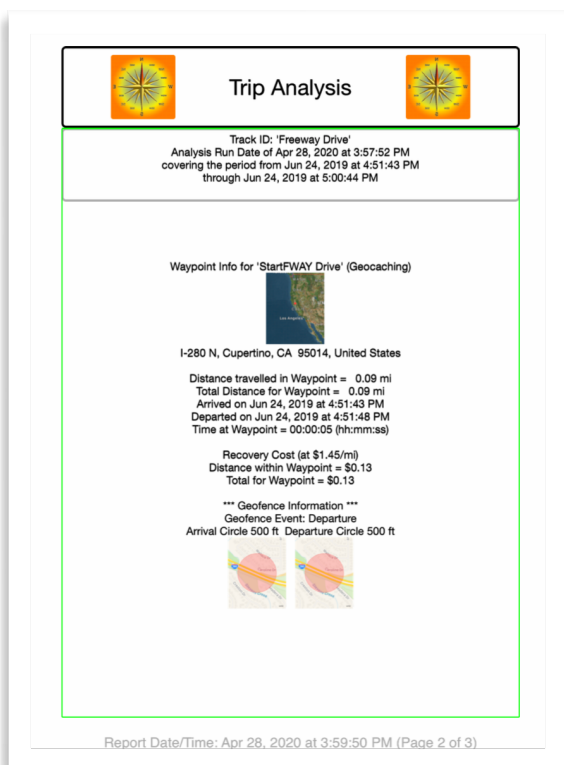 Trip Analysis
Track ID: 'Freeway Drive'
Analysis Run Date of Apr 28, 2020 at 3:57:52 PM
covering the period from Jun 24, 2019 at 4:51:43 PM
through Jun 24, 2019 at 5:00:44 PM
Waypoint Info for 'StartFWAY Drive' (Geocaching)
Los Angeles
I-280 N, Cupertino, CA 95014, United States
Distance travelled in Waypoint = 0.09 mi
Total Distance for Waypoint = 0.09 mi
Arrived on Jun 24, 2019 at 4:51:43 PM
Departed on Jun 24, 2019 at 4:51:48 PM
Time at Waypoint = 00:00:05 (hh:mm:ss)
Recovery Cost (at $1.45/mi)
Distance within Waypoint = $0.13
Total for Waypoint = $0.13
*** Geofence Information ***
Geofence Event: Departure
Arrival Circle 500 ft Departure Circle 500 ft
Report Date/Time: Apr 28, 2020 at 3:59:50 PM (Page 2 of 3)